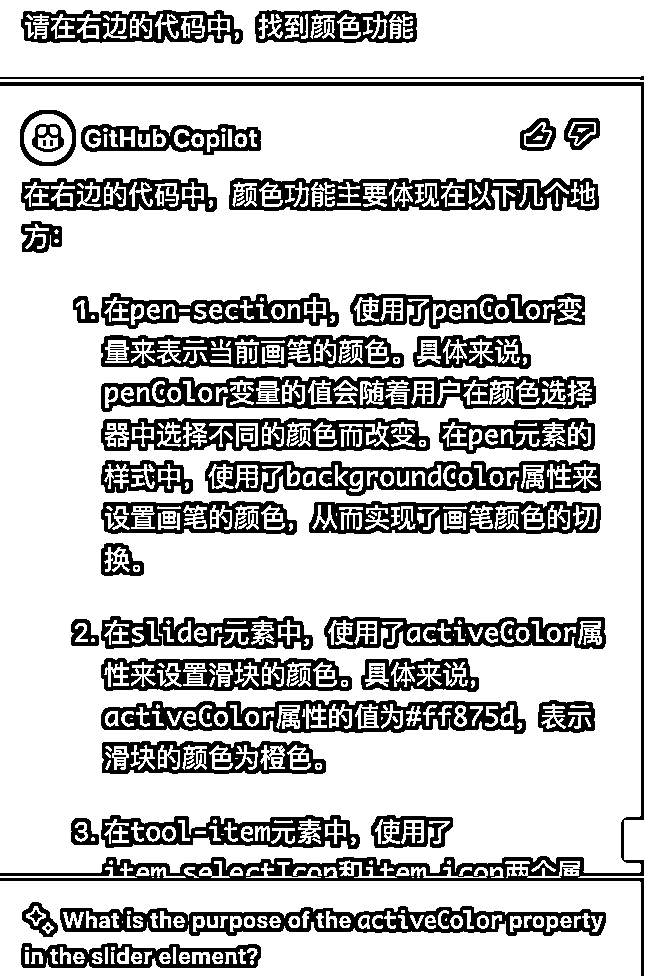 请在右边的代码中，找到颜色功能
GitHub Copilot
在右边的代码中，颜色功能主要体现在以下几个地
方：
1. 在pen-section中，使用了penColor变
量来表示当前画笔的颜色。具体来说，
penColor变量的值会随着用户在颜色选择
器中选择不同的颜色而改变。在pen元素的
样式中，使用了backgroundColor属性来
设置画笔的颜色，从而实现了画笔颜色的切
换。
2. 在slider元素中，使用了activeColor属
性来设置滑块的颜色。具体来说，
activeColor属性的值为#ff875d，表示
滑块的颜色为橙色。
3. 在tool-item元素中，使用了
item.selectIcon和item.icon两个属
What is the purpose of the activeColor property
in the slider element?